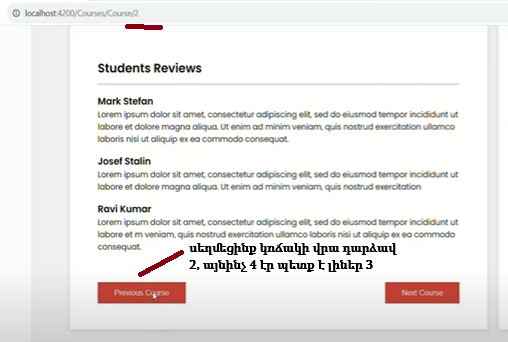 localhost:4200/Courses/Course/2
Students Reviews
Mark Stefan
Lorem ipsum dolor sit amet, consectetur adipiscing elit, sed do eiusmod tempor incididunt ut
labore et dolore magna aliqua. Ut enim ad minim veniam, quis nostrud exercitation ullamco
laboris nisi ut aliquip ex ea commodo consequat.
Josef Stalin
Lorem ipsum dolor sit amet, consectetur adipiscing elit, sed do eiusmod tempor incididunt ut
labore et dolore magna aliqua. Ut enim ad minim veniam, quis nostrud exercitation
Ravi Kumar
Lorem ipsum dolor sit amet, consectetur adipiscing elit, sed do eiusmod tempor incididunt ut
labore et m veniam, quis nostrud exercitation ullamco laboris nisi ut aliquip ex ea commodo
consequat.
սեղմեցինք կոճակի վրա դարձավ
2, այնինչ 4 էր պետք է լիներ 3
Previous Course
Next Course